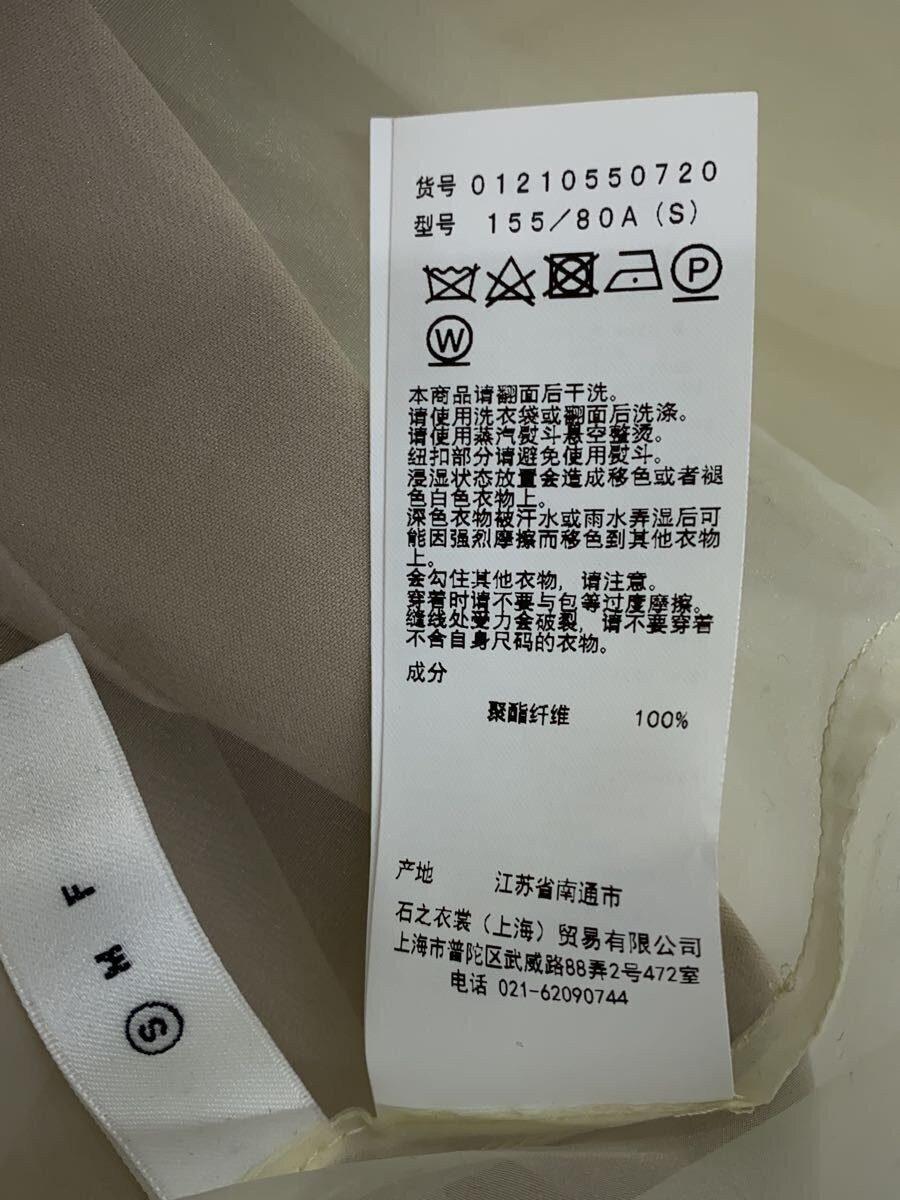 货号 01210550720
型号 155/80A (S)
P
W
本商品请翻面后干洗。
请使用洗衣袋或翻面后洗涤。
请使用蒸汽熨斗悬空整烫。
纽扣部分请避免使用熨斗。
浸湿状态放置会造成移色或者褪
色白色衣物上。
深色衣物被汗水或雨水弄湿后可
能因强烈摩擦而移色到其他衣物
上。
会勾住其他衣物, 请注意。
穿着时请不要与包等过度摩擦。
缝线处受力会破裂, 请不要穿着
不含自身尺码的衣物。
成分
聚酯纤维 100%
产地 江苏省南通市
石之衣裳 (上海) 贸易有限公司
上海市普陀区武威路88弄2号472室
电话 021-62090744
F
M
S